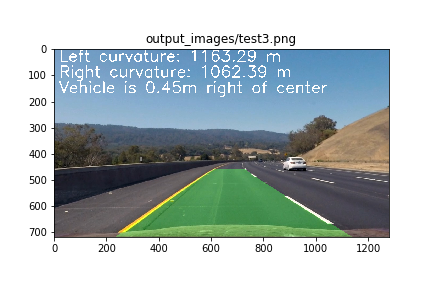 output_images/test3.png
Left curvature: 1163.29 m
Right curvature: 1062.39 m
Vehicle is 0.45m right of center
0
100
200
300
400
500
600
700
0 200 400 600 800 1000 1200